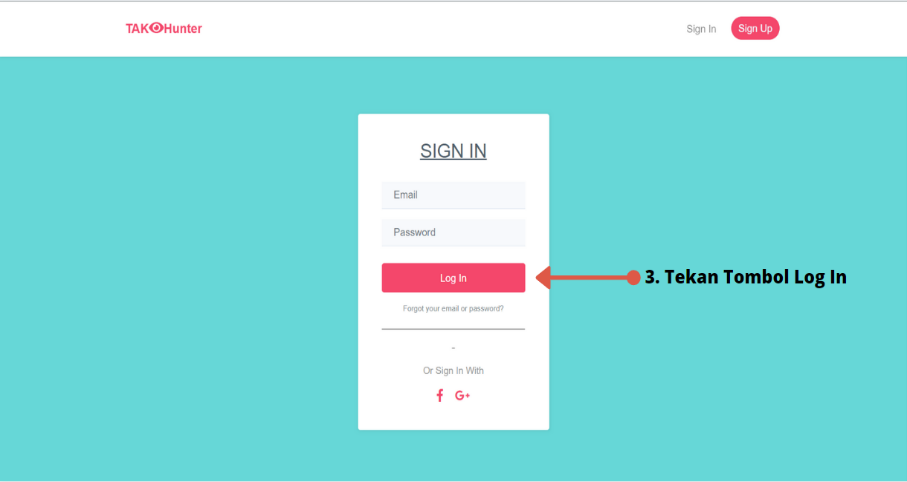 TAKOHunter
Sign In
Sign Up
SIGN IN
Email
Password
Log In
3. Tekan Tombol Log In
Forgot your email or password?
-
Or Sign In With
f G+